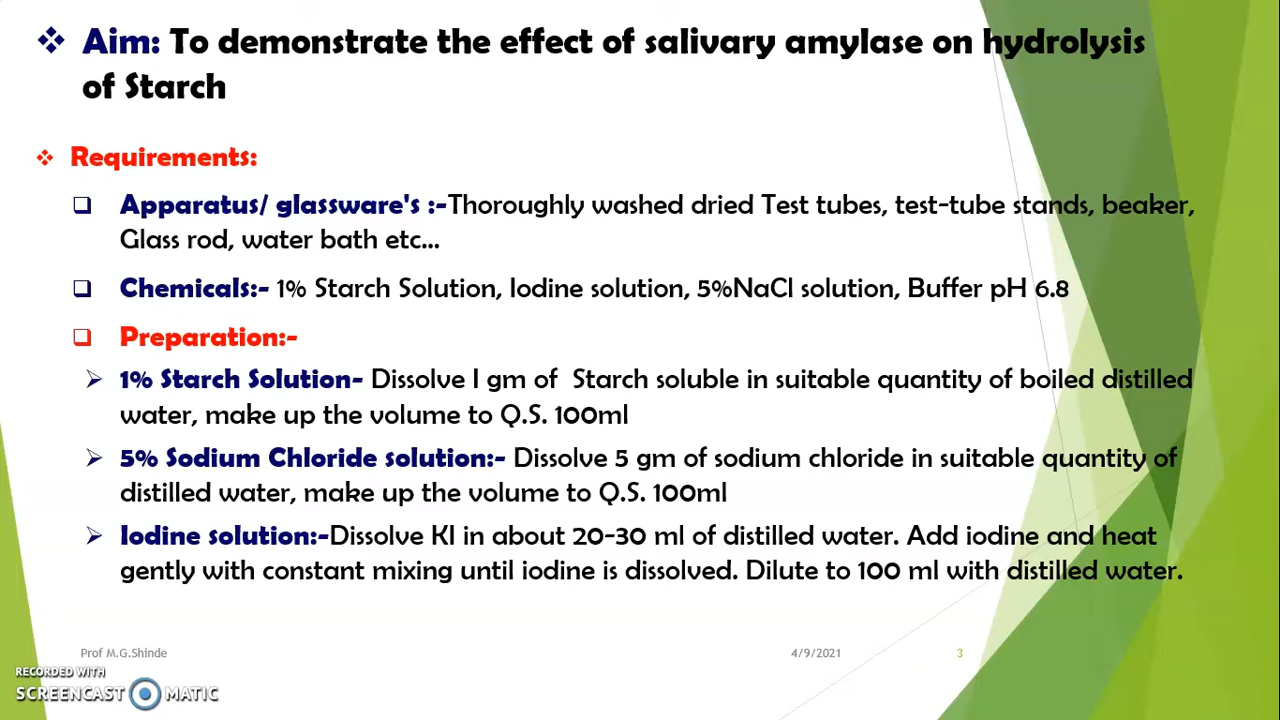 Aim: To demonstrate the effect of salivary amylase on hydrolysis
of Starch
Requirements:
Apparatus/ glassware's :-Thoroughly washed dried Test tubes, test-tube stands, beaker,
Glass rod, water bath etc...
Chemicals:- 1% Starch Solution, Iodine solution, 5%NaCl solution, Buffer pH 6.8
Preparation:-
1% Starch Solution- Dissolve 1 gm of Starch soluble in suitable quantity of boiled distilled
water, make up the volume to Q.S. 100ml
5% Sodium Chloride solution:- Dissolve 5 gm of sodium chloride in suitable quantity of
distilled water, make up the volume to Q.S. 100ml
Iodine solution:-Dissolve KI in about 20-30 ml of distilled water. Add iodine and heat
gently with constant mixing until iodine is dissolved. Dilute to 100 ml with distilled water.
Prof M.G.Shinde 4/9/2021 3
RECORDED WITH
SCREENCAST MATIC